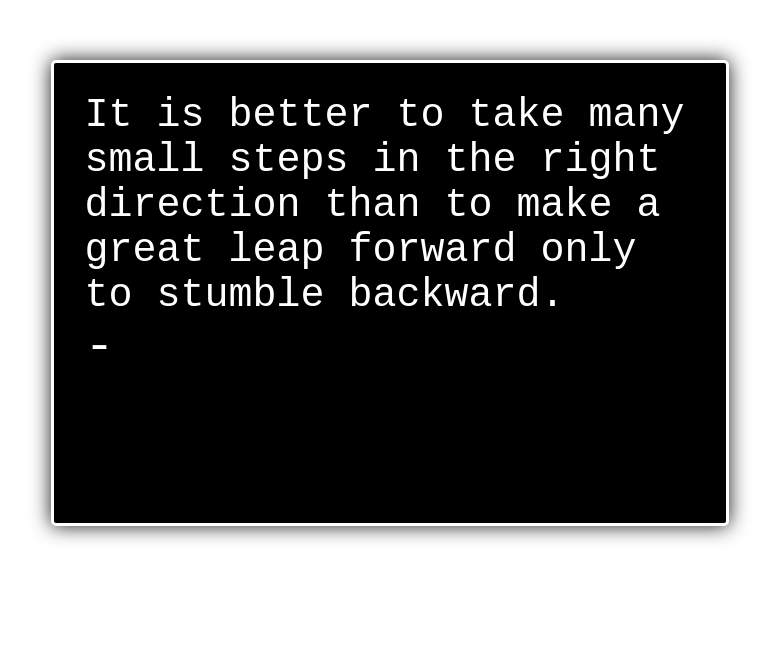 It is better to take many
small steps in the right
direction than to make a
great leap forward only
to stumble backward.
-